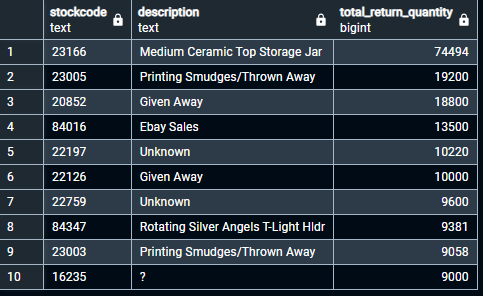 stockcode description total_return_quantity
text text bigint
1 23166 Medium Ceramic Top Storage Jar 74494
2 23005 Printing Smudges/Thrown Away 19200
3 20852 Given Away 18800
4 84016 Ebay Sales 13500
5 22197 Unknown 10220
6 22126 Given Away 10000
7 22759 Unknown 9600
8 84347 Rotating Silver Angels T-Light Hldr 9381
9 23003 Printing Smudges/Thrown Away 9058
10 16235 ? 9000